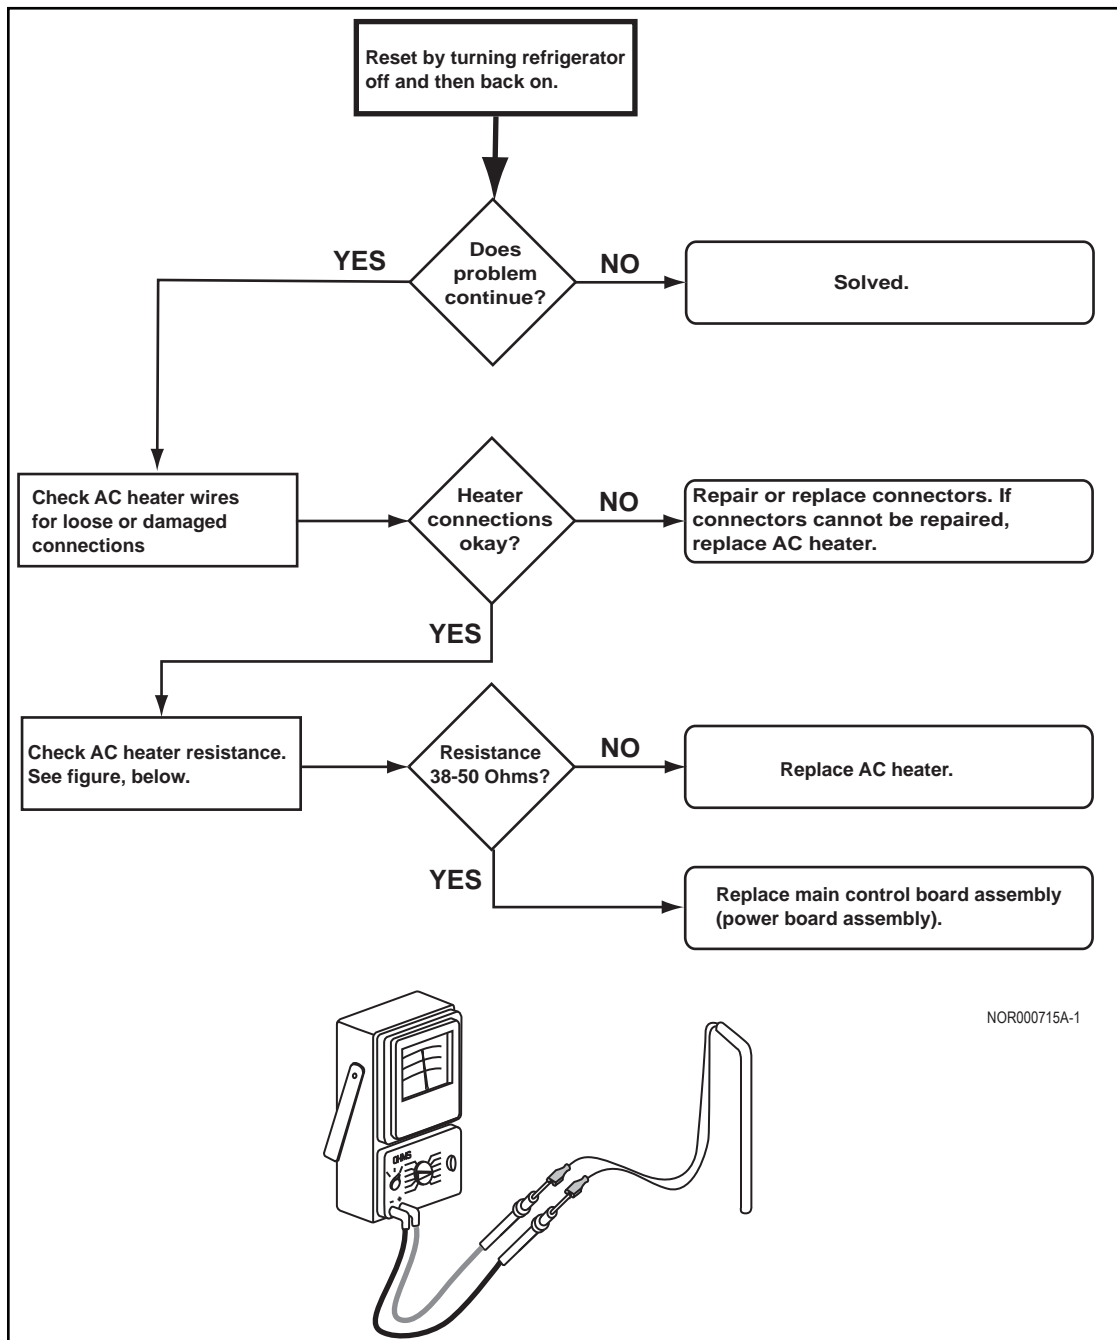 Reset by turning refrigerator
off and then back on.
Does
problem
continue?
YES
NO
Solved.
Check AC heater wires
for loose or damaged
connections
Heater
connections
okay?
NO
Repair or replace connectors. If
connectors cannot be repaired,
replace AC heater.
YES
Check AC heater resistance.
See figure, below.
Resistance
38-50 Ohms?
NO
Replace AC heater.
YES
Replace main control board assembly
(power board assembly).
NOR000715A-1
OHMS
- +